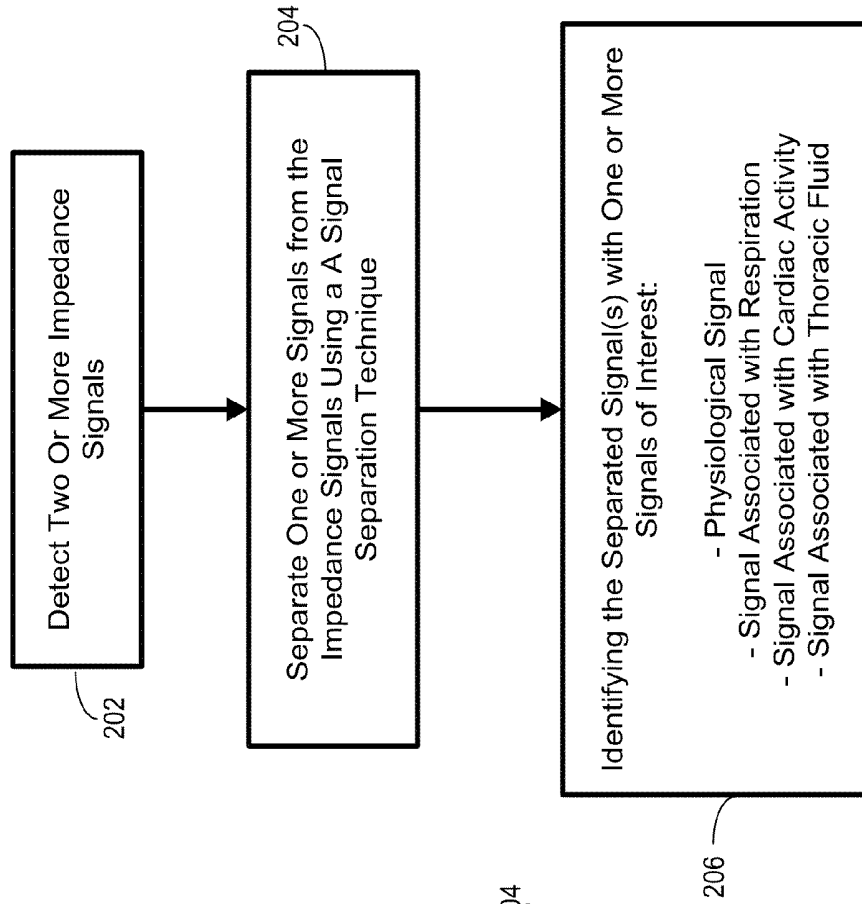 Detect Two Or More Impedance
Signals
202
Separate One or More Signals from the
Impedance Signals Using a A Signal
Separation Technique
204
Identifying the Separated Signal(s) with One or More
Signals of Interest:
- Physiological Signal
- Signal Associated with Respiration
- Signal Associated with Cardiac Activity
- Signal Associated with Thoracic Fluid
206
04